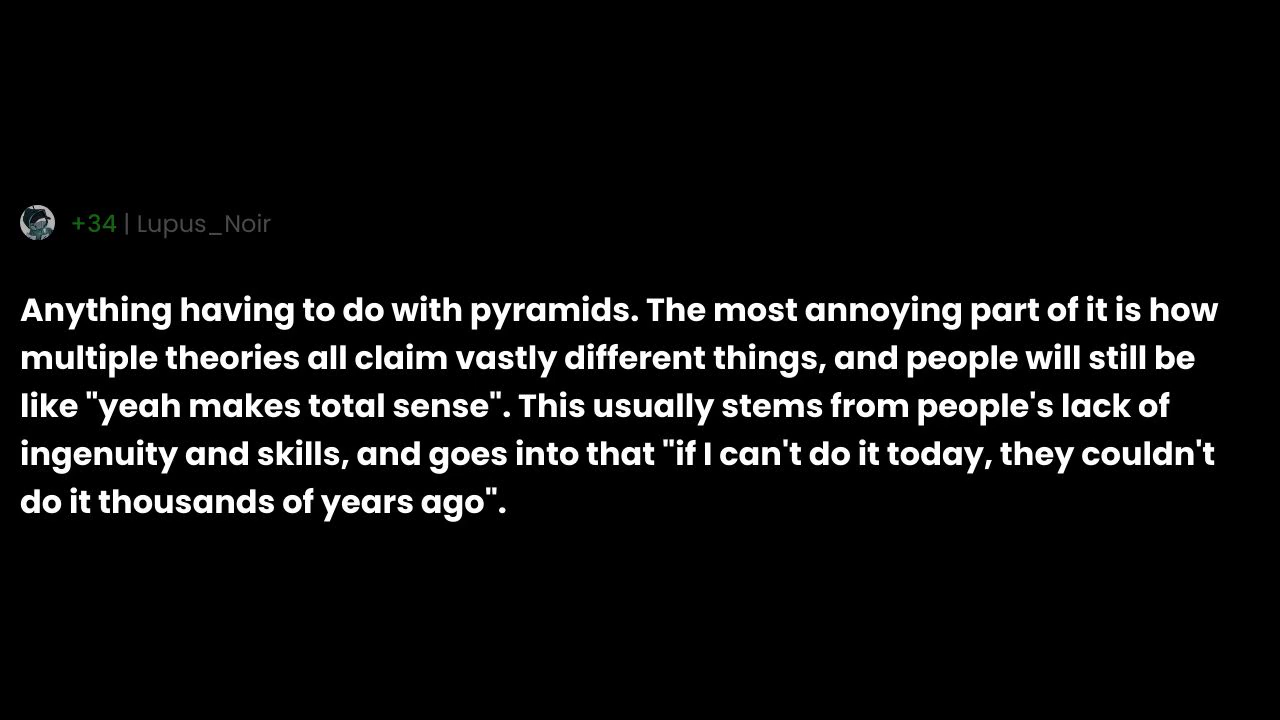 +34 | Lupus_Noir
Anything having to do with pyramids. The most annoying part of it is how
multiple theories all claim vastly different things, and people will still be
like "yeah makes total sense". This usually stems from people's lack of
ingenuity and skills, and goes into that "if I can't do it today, they couldn't
do it thousands of years ago".